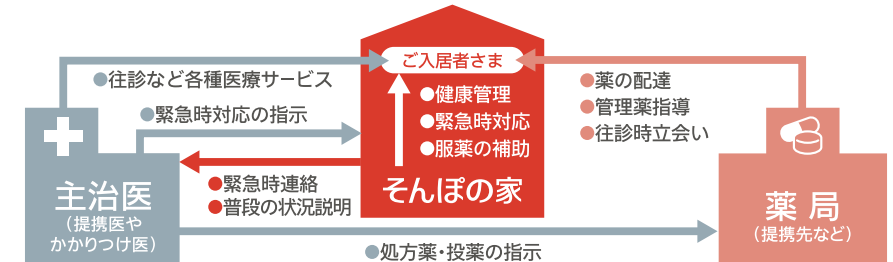 ご入居者さま
●往診など各種医療サービス
●薬の配達
●健康管理
●管理薬指導
●緊急時対応の指示
●緊急時対応
●往診時立会い
●服薬の補助
主治医
(提携医や
かかりつけ医)
●緊急時連絡
●普段の状況説明
そんぽの家
薬局
(提携先など)
●処方薬・投薬の指示